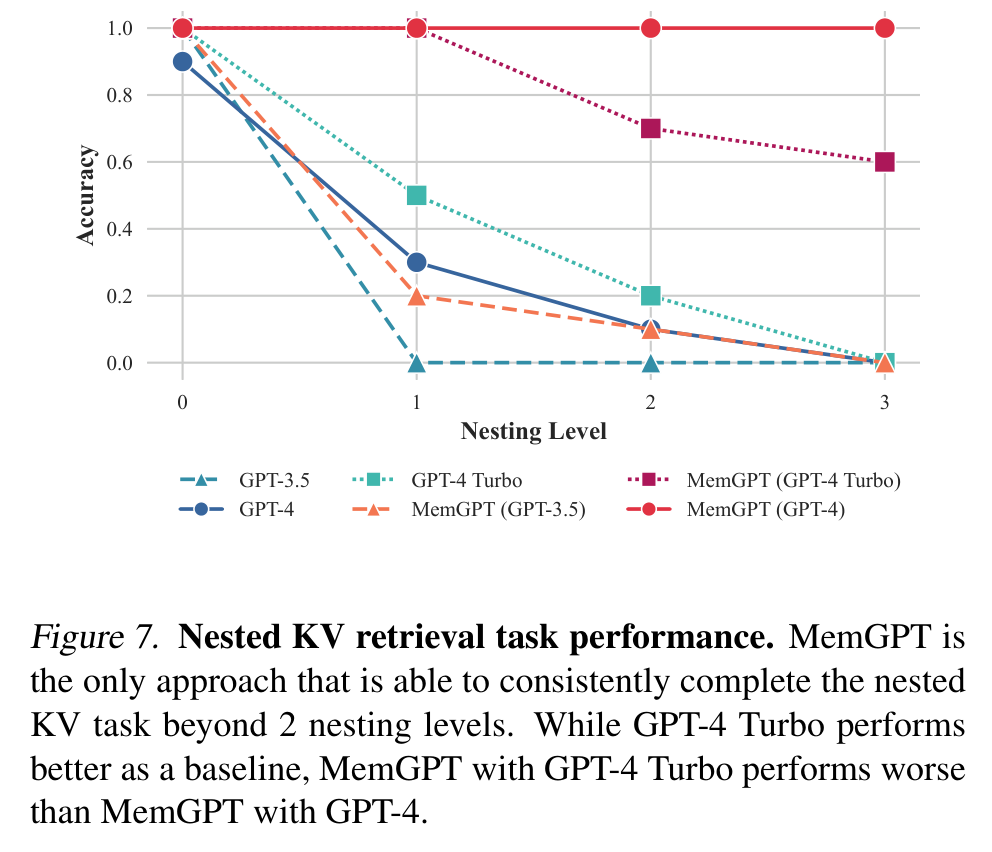 1.0
0.8
0.6
0.4
0.2
0.0
Accuracy
0 1 2 3
Nesting Level
GPT-3.5 GPT-4 Turbo MemGPT (GPT-4 Turbo)
GPT-4 MemGPT (GPT-3.5) MemGPT (GPT-4)
Figure 7. Nested KV retrieval task performance. MemGPT is
the only approach that is able to consistently complete the nested
KV task beyond 2 nesting levels. While GPT-4 Turbo performs
better as a baseline, MemGPT with GPT-4 Turbo performs worse
than MemGPT with GPT-4.